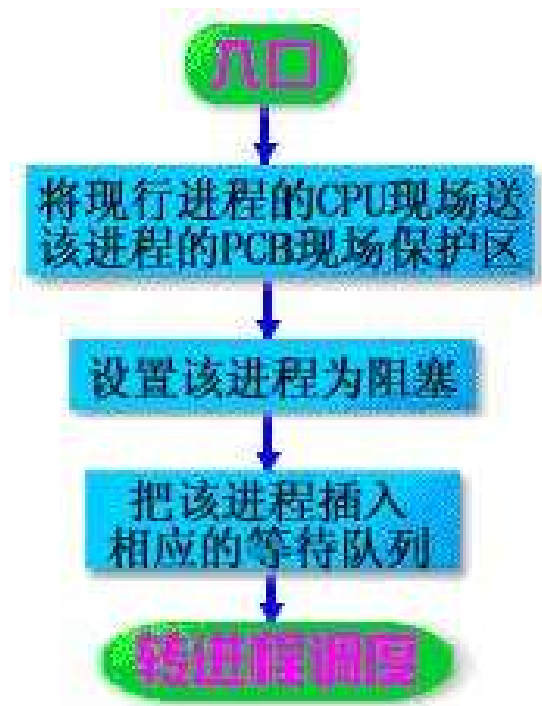 入口
将现行进程的CPU现场送
该进程的PCB现场保护区
设置该进程为阻塞
把该进程插入
相应的等待队列
转进程调度